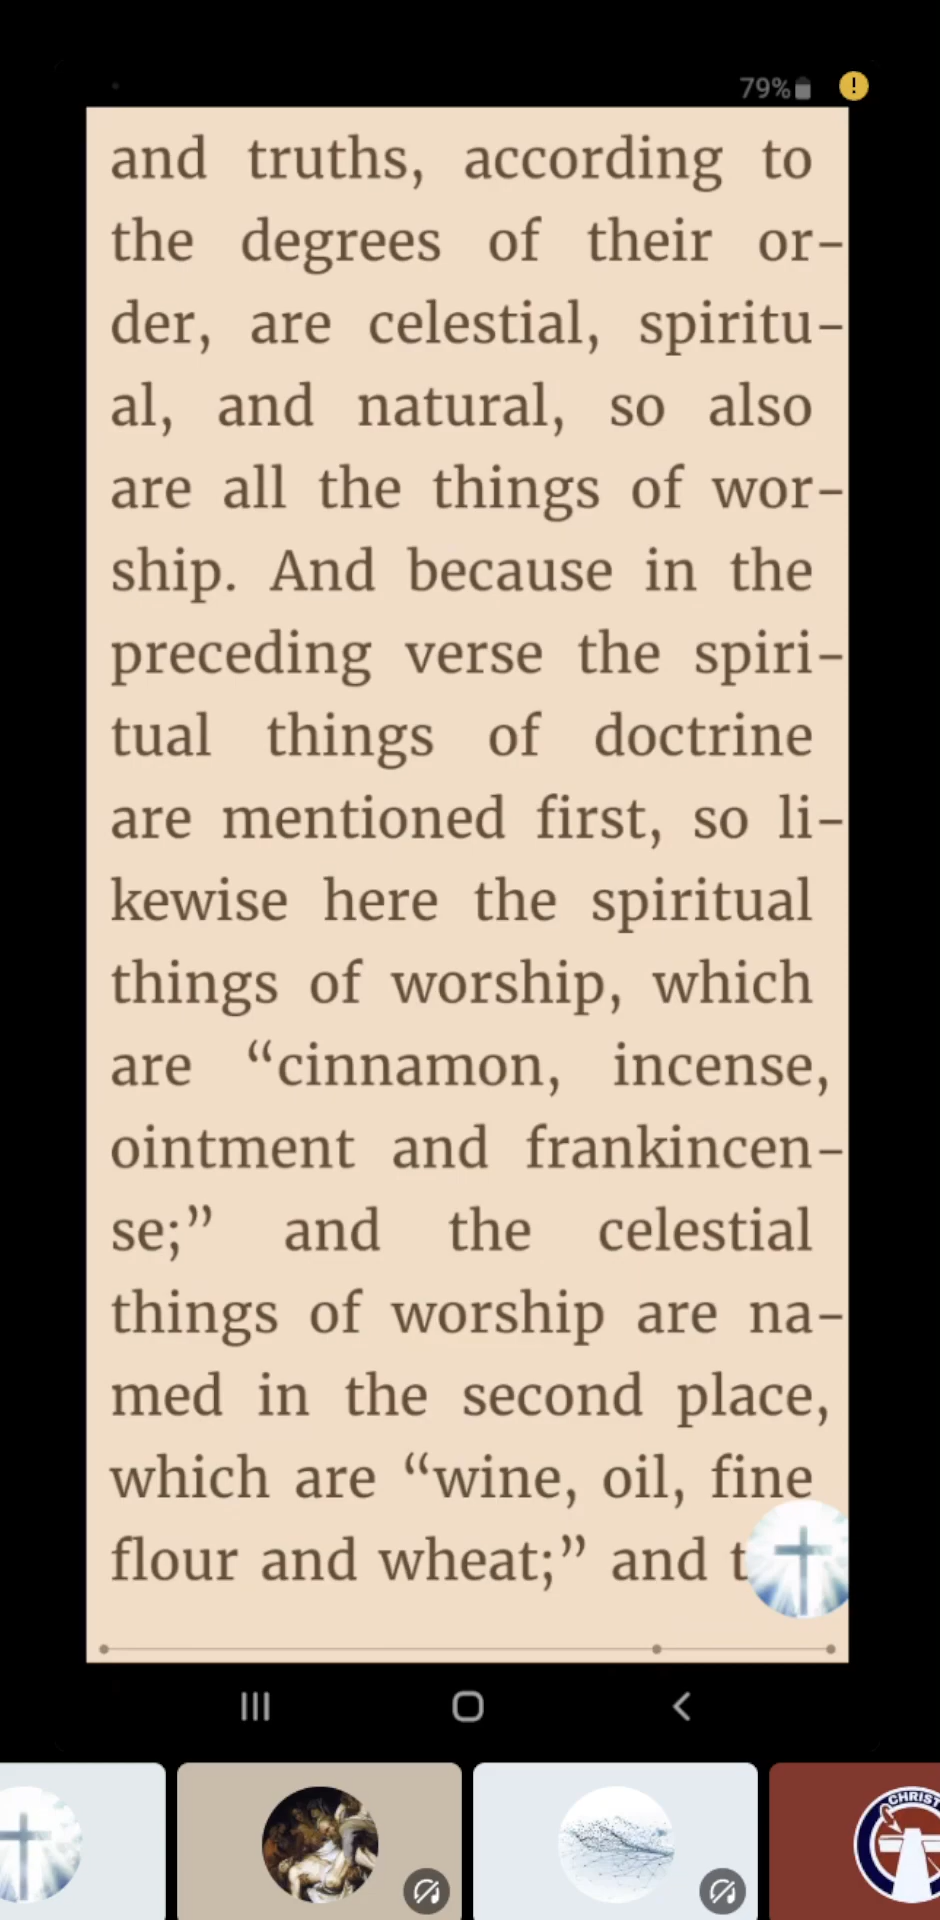 79%
!
and truths, according to
the degrees of their or-
der, are celestial, spiritu-
al, and natural, so also
are all the things of wor-
ship. And because in the
preceding verse the spiri-
tual things of doctrine
are mentioned first, so li-
kewise here the spiritual
things of worship, which
are “cinnamon, incense,
ointment and frankincen-
se;” and the celestial
things of worship are na-
med in the second place,
which are “wine, oil, fine
flour and wheat;” and
CHRIST